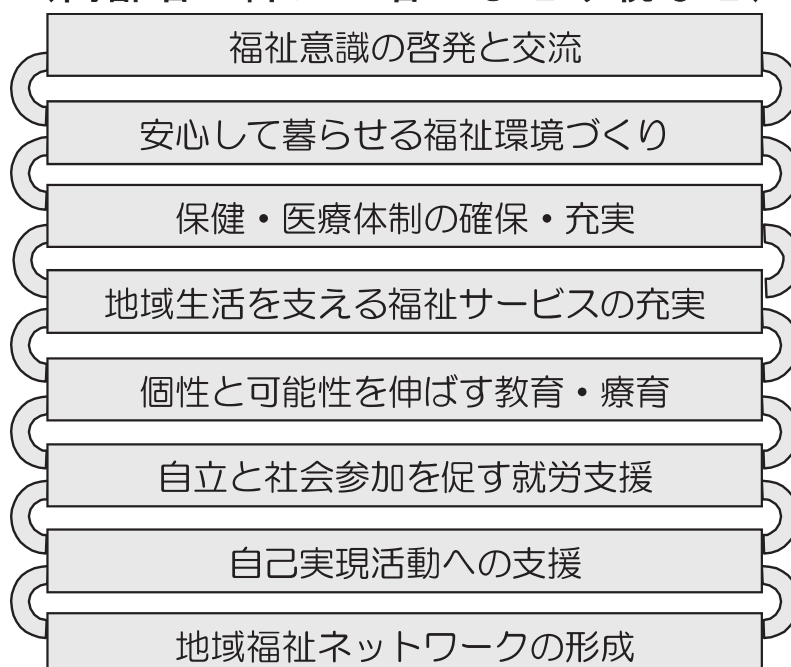 福祉意識の啓発と交流
安心して暮らせる福祉環境づくり
保健・医療体制の確保・充実
地域生活を支える福祉サービスの充実
個性と可能性を伸ばす教育・療育
自立と社会参加を促す就労支援
自己実現活動への支援
地域福祉ネットワークの形成